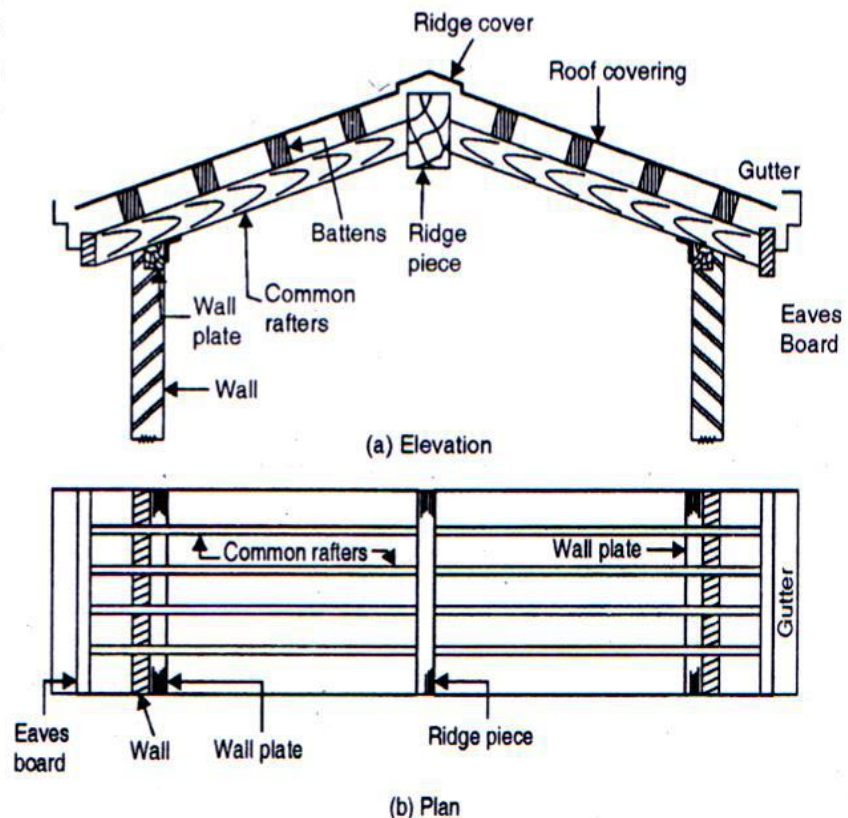 Ridge cover
Roof covering
Gutter
Battens
Ridge
piece
Wall
plate
Common
rafters
Eaves
Board
Wall
(a) Elevation
Common rafters
Wall plate
Gutter
Eaves
board
Wall
Wall plate
Ridge piece
(b) Plan